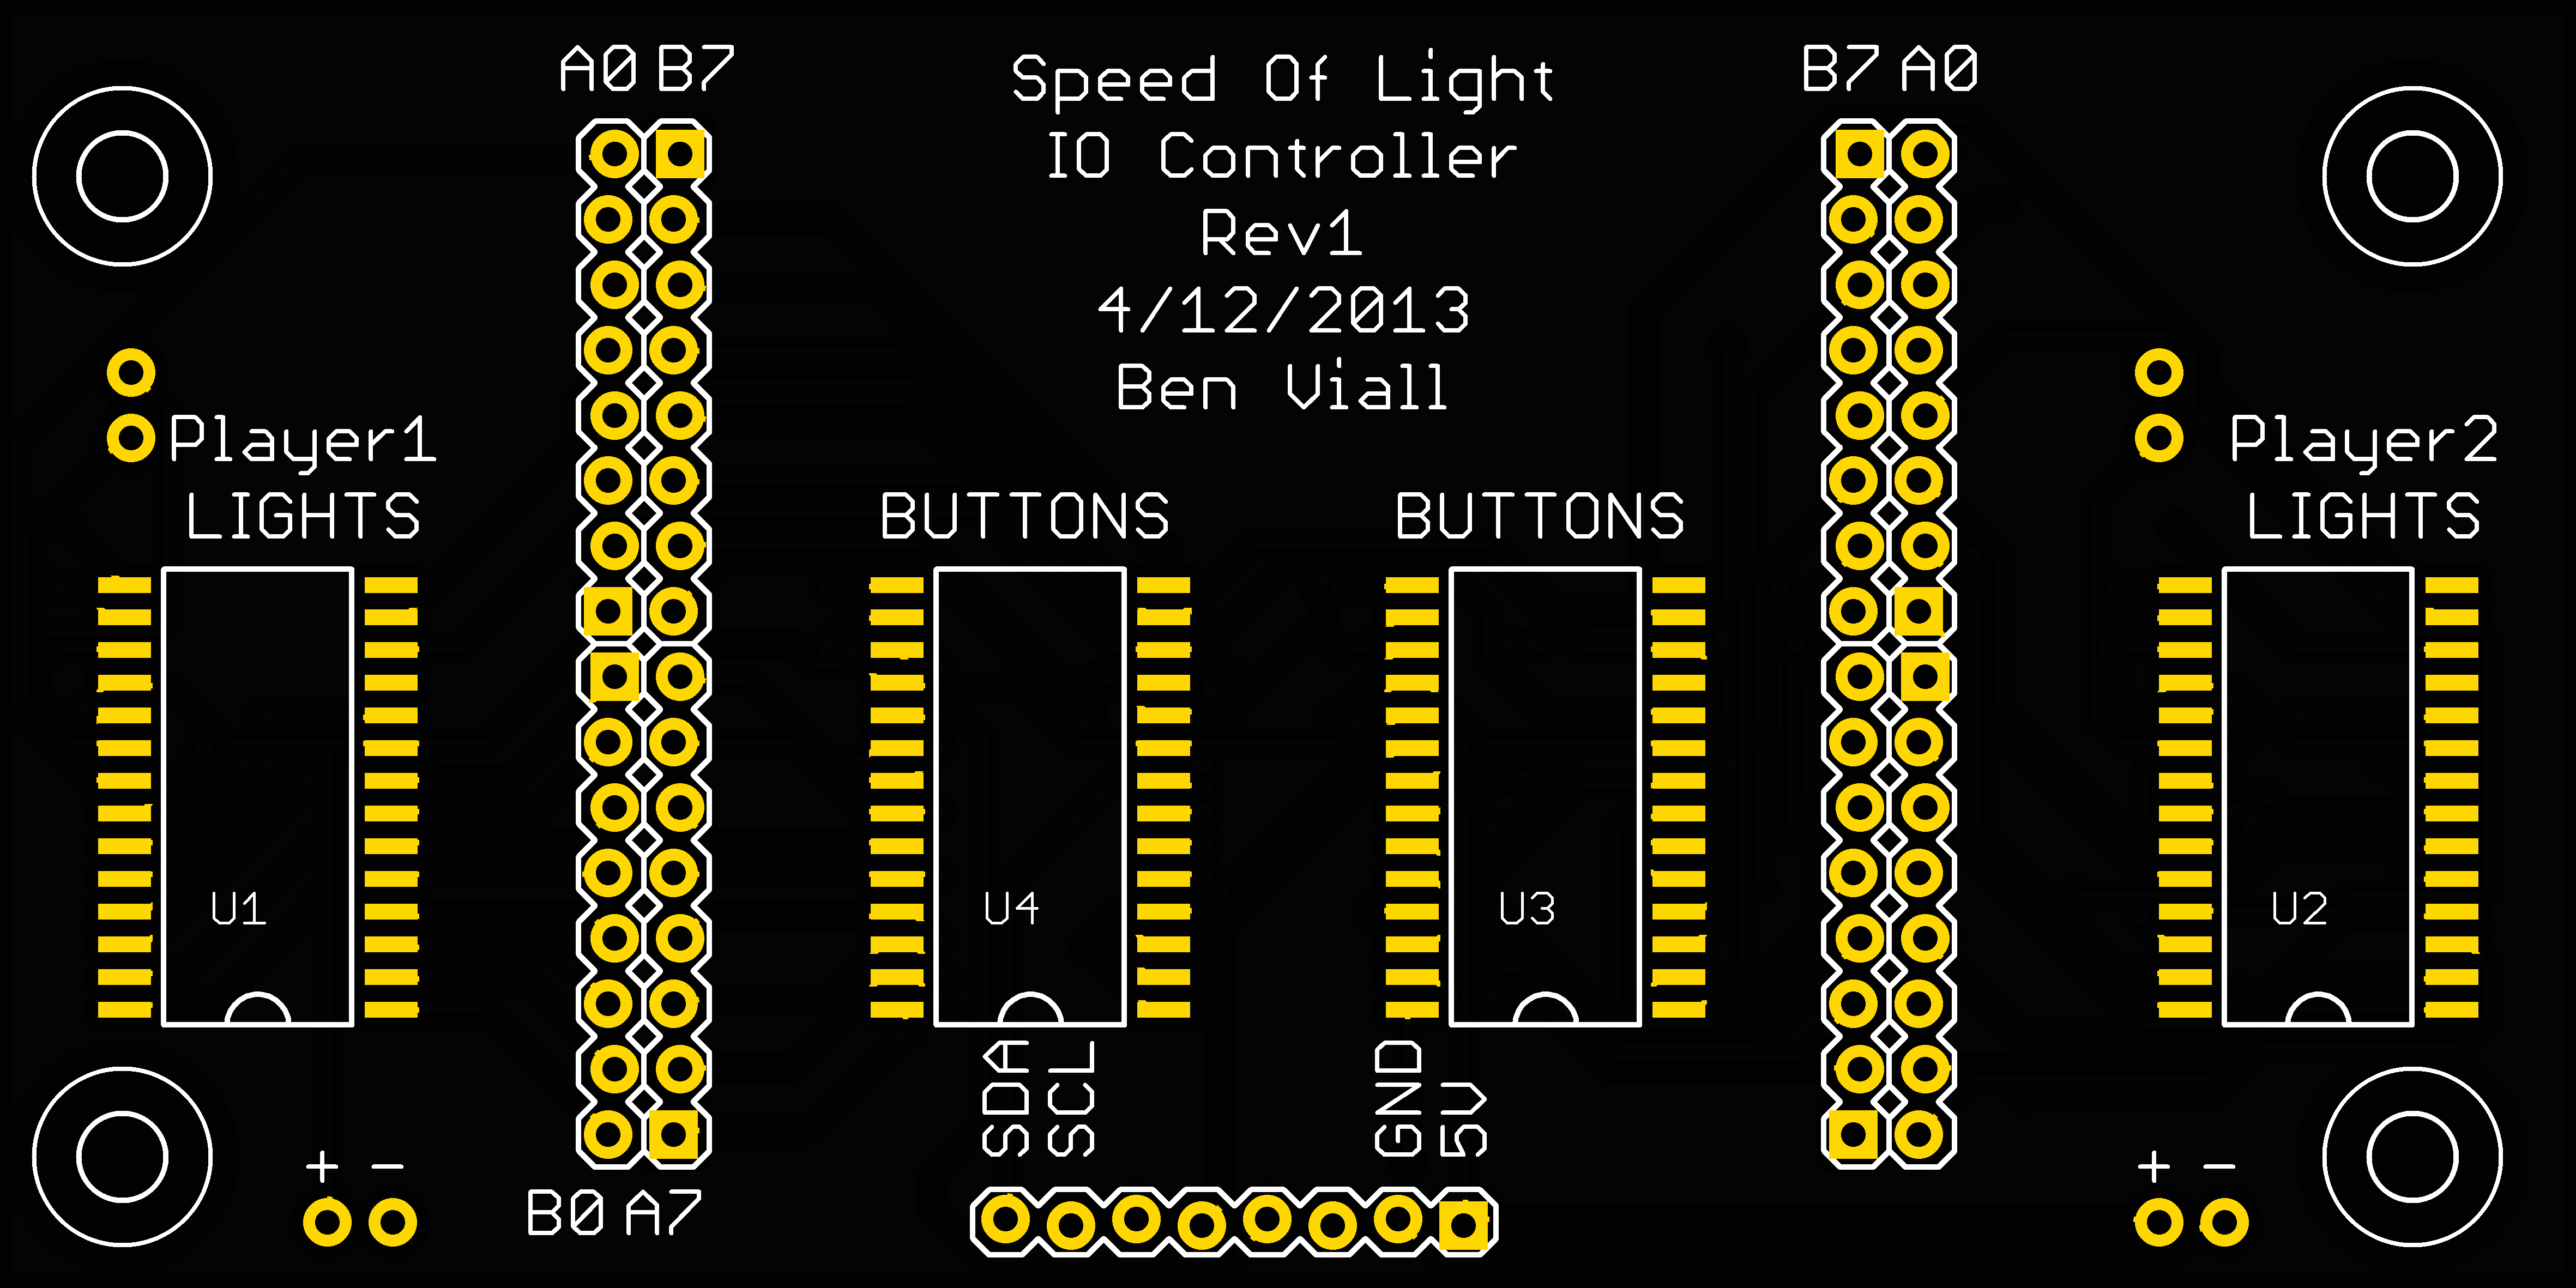 A0 B7
Speed Of Light
IO Controller
Rev1
4/12/2013
Ben Viall
B7 A0
Player1
LIGHTS
BUTTONS
BUTTONS
Player2
LIGHTS
U1
U4
U3
U2
SDA
SCL
GND
5V
+ -
B0 A7
+ -